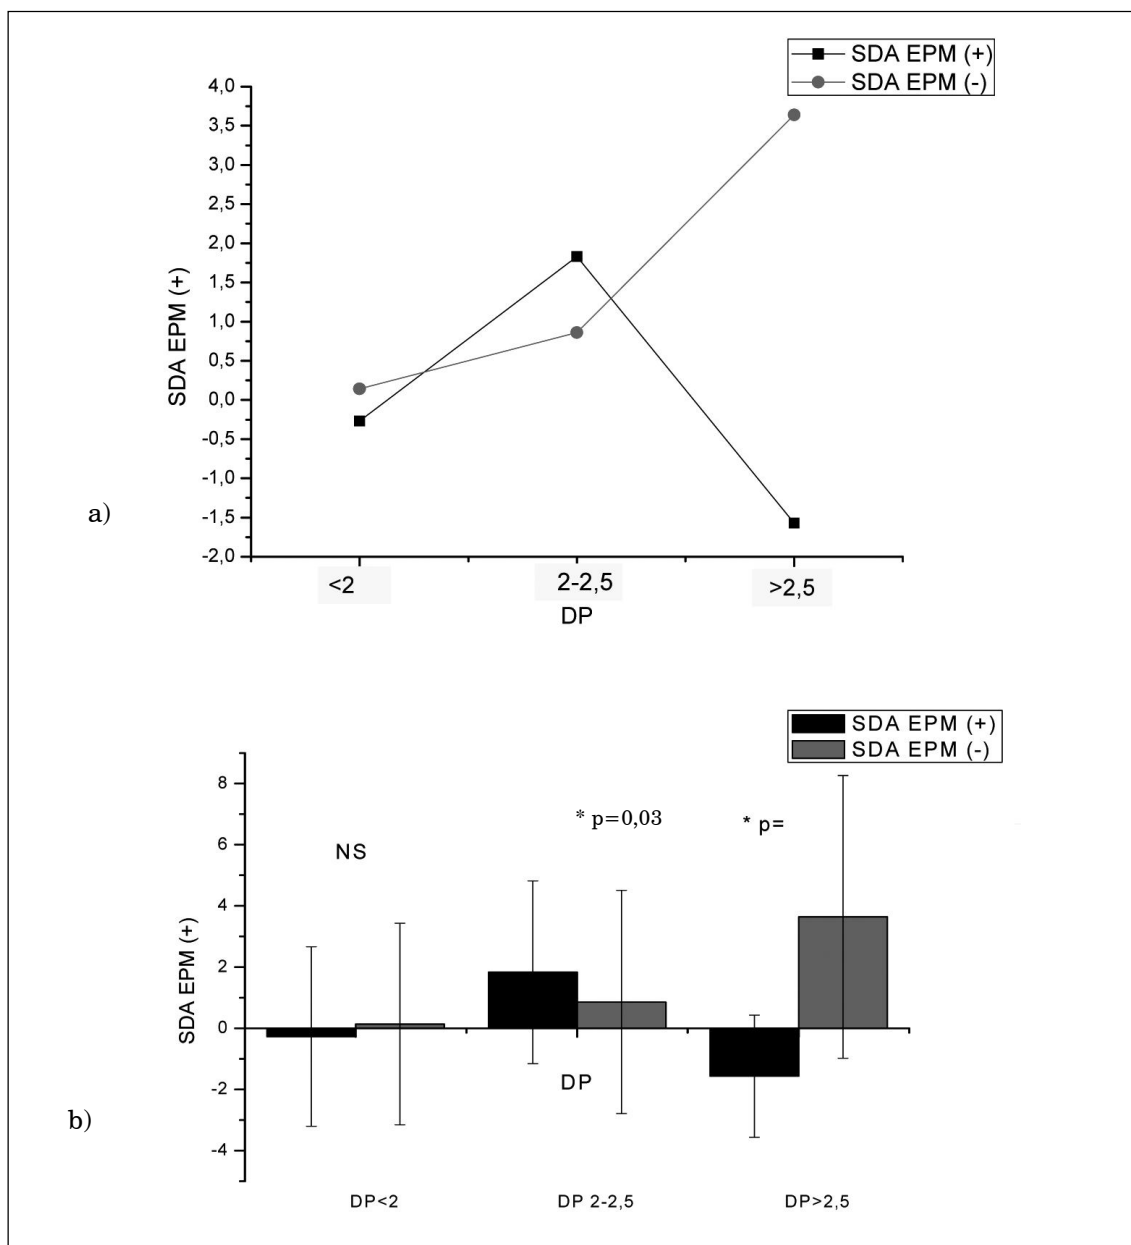 SDA EPM (+)
SDA EPM (-)
4,0
3,5
3,0
2,5
2,0
1,5
1,0
0,5
0,0
-0,5
-1,0
-1,5
-2,0
SDA EPM (+)
<2
2-2,5
>2,5
DP
a)
SDA EPM (+)
SDA EPM (-)
8
6
4
2
0
-2
-4
SDA EPM (+)
NS
* p=0,03
* p=
DP
DP<2
DP 2-2,5
DP>2,5
b)